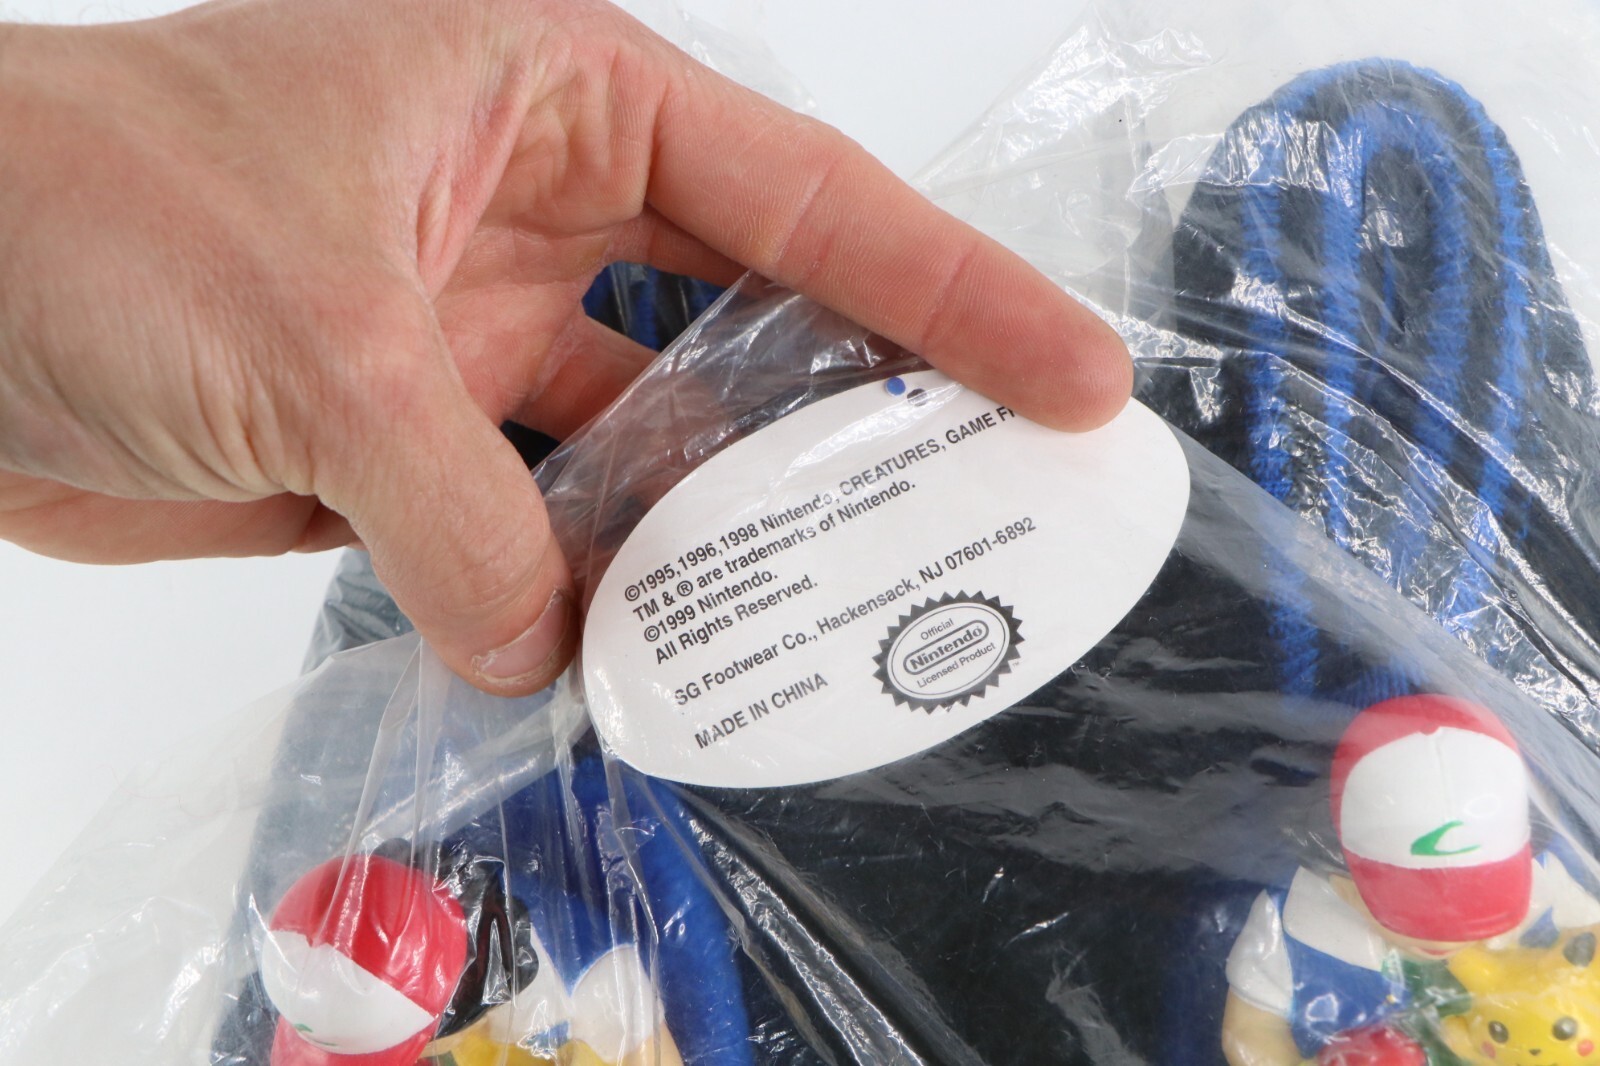 ©1995,1996,1998 Nintendo, CREATURES, GAME
TM & ® are trademarks of Nintendo.
©1999 Nintendo.
All Rights Reserved.
SG Footwear Co., Hackensack, NJ 07601-6892
MADE IN CHINA
Official
Nintendo®
Licensed Product™